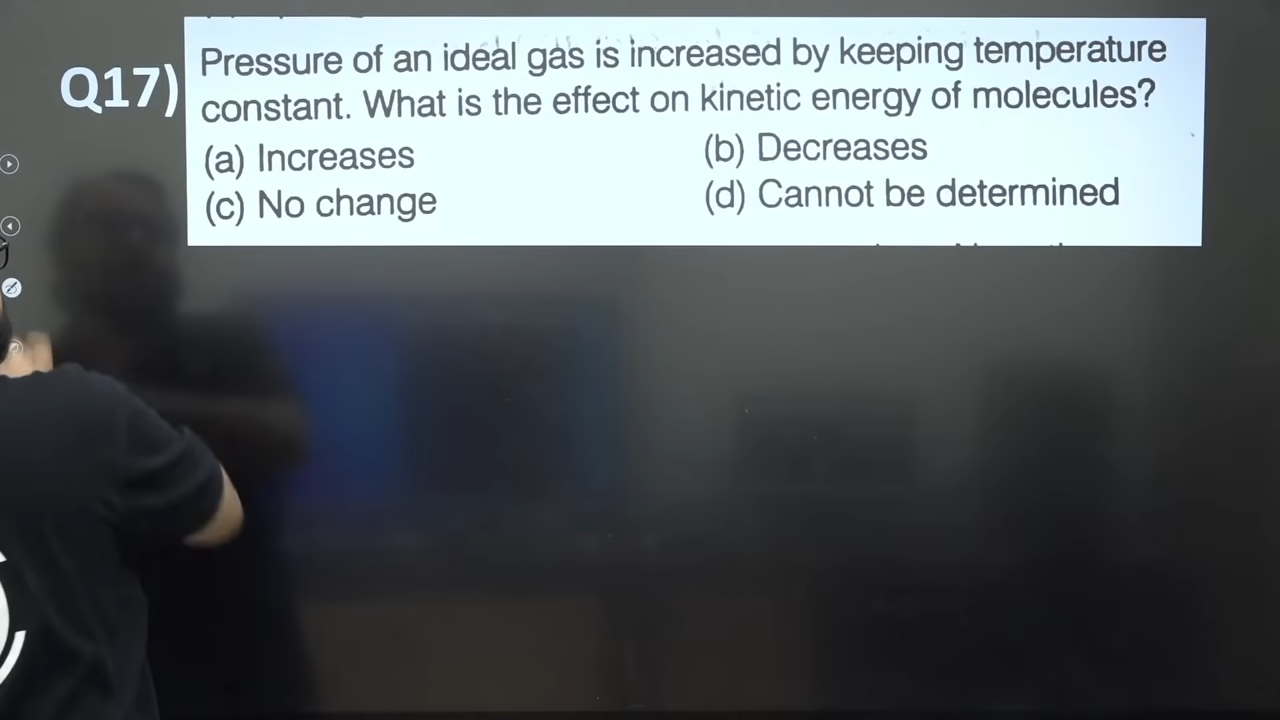 Q17)
Pressure of an ideal gas is increased by keeping temperature
constant. What is the effect on kinetic energy of molecules?
(a) Increases (b) Decreases
(c) No change (d) Cannot be determined